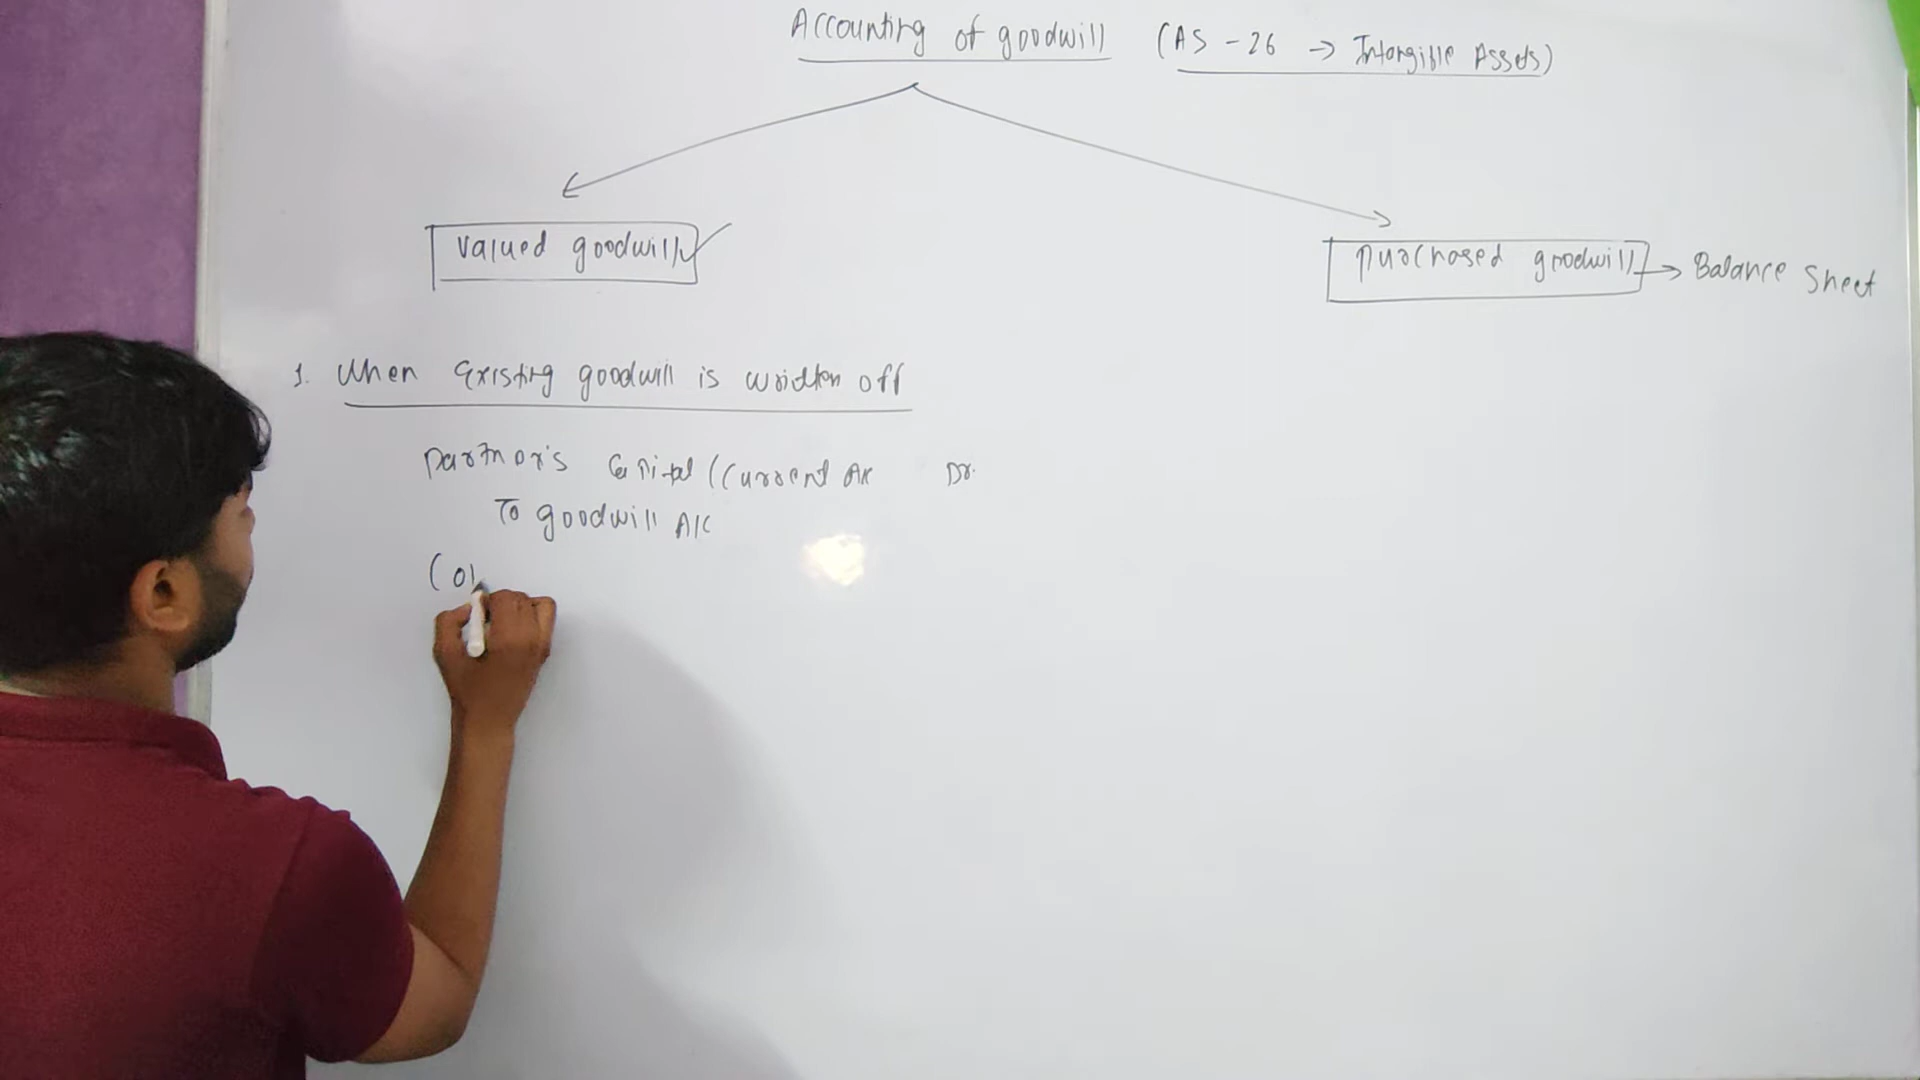 Accounting of goodwill (AS - 26 → Intangible Assets)
Valued goodwill
purchased goodwill → Balance Sheet
1. When Existing goodwill is written off
partner's Capital (Current A/c Dr.
To goodwill A/c
(ol